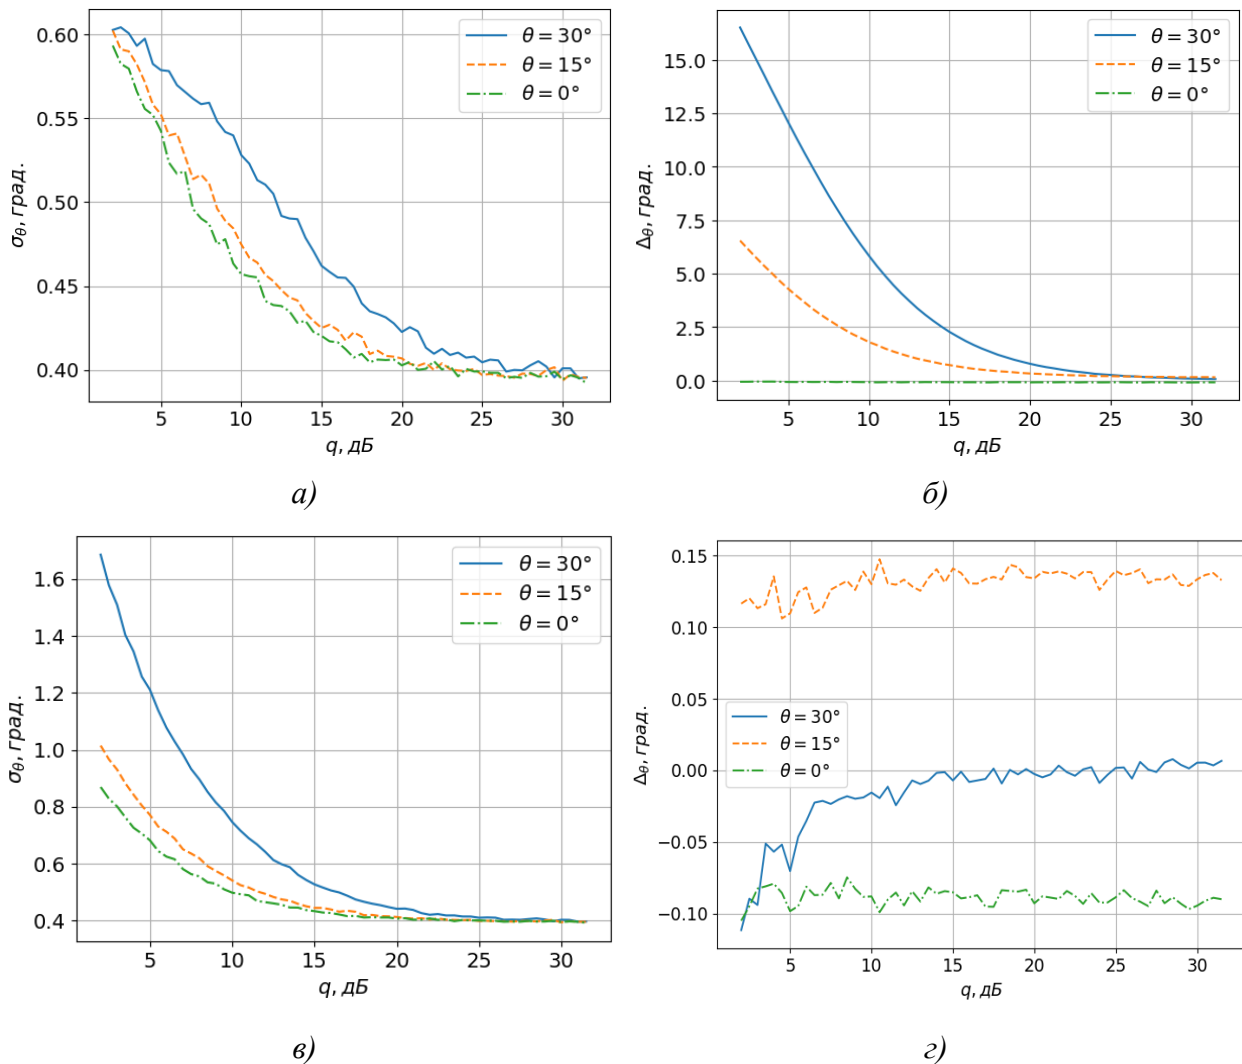 σθ, град.
0.60
0.55
0.50
0.45
0.40
θ = 30°
θ = 15°
θ = 0°
5 10 15 20 25 30
q, дБ
а)
Δθ, град.
15.0
12.5
10.0
7.5
5.0
2.5
0.0
θ = 30°
θ = 15°
θ = 0°
5 10 15 20 25 30
q, дБ
б)
σθ, град.
1.6
1.4
1.2
1.0
0.8
0.6
0.4
θ = 30°
θ = 15°
θ = 0°
5 10 15 20 25 30
q, дБ
в)
Δθ, град.
0.15
0.10
0.05
0.00
−0.05
−0.10
θ = 30°
θ = 15°
θ = 0°
5 10 15 20 25 30
q, дБ
г)